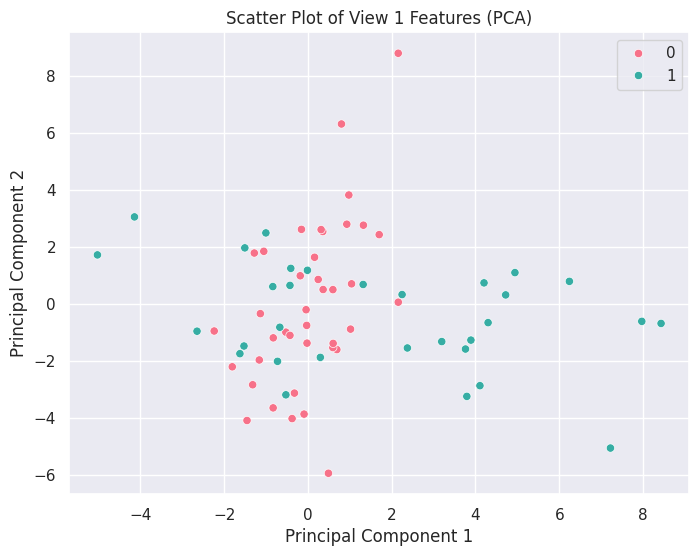 Scatter Plot of View 1 Features (PCA)
0
1
8
6
4
2
0
−2
−4
−6
Principal Component 2
−4 −2 0 2 4 6 8
Principal Component 1